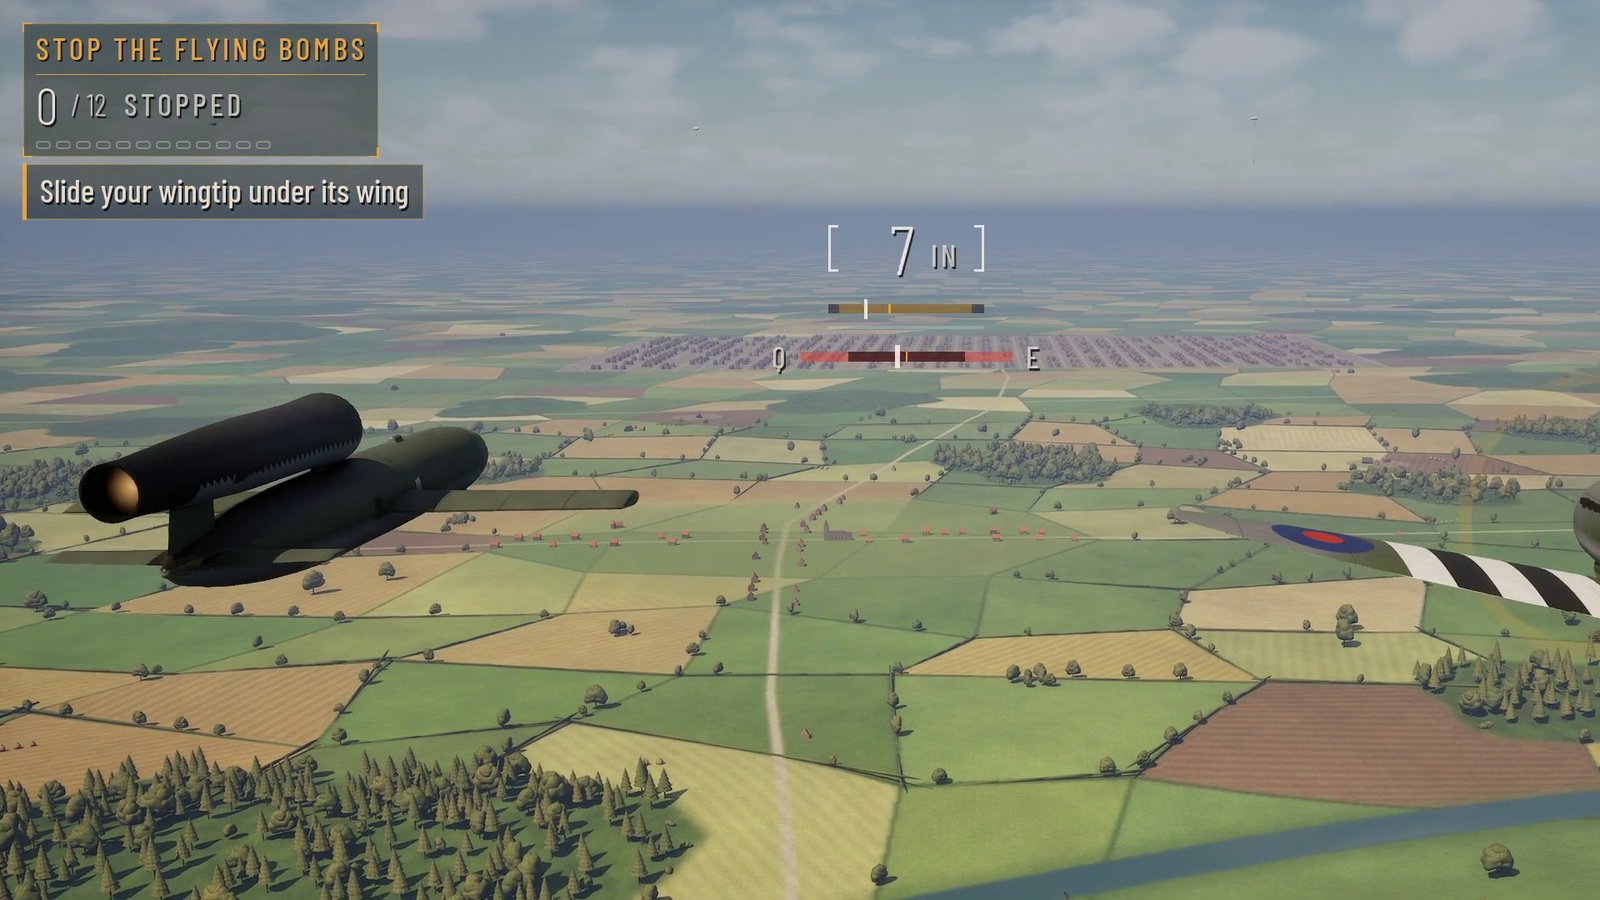 STOP THE FLYING BOMBS
0 / 12 STOPPED
Slide your wingtip under its wing
[ 7 IN ]
Q E